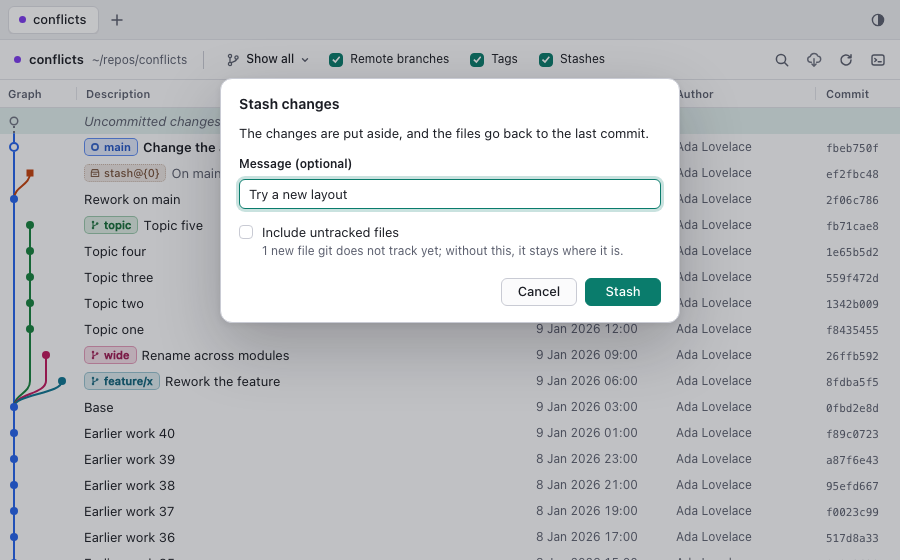 conflicts
conflicts ~/repos/conflicts Show all Remote branches Tags Stashes
Graph Description Author Commit
Uncommitted changes
main Change the Ada Lovelace fbeb750f
stash@{0} On main Ada Lovelace ef2fbc48
Rework on main Ada Lovelace 2f06c786
topic Topic five Ada Lovelace fb71cae8
Topic four Ada Lovelace 1e65b5d2
Topic three Ada Lovelace 559f472d
Topic two Ada Lovelace 1342b009
Topic one 9 Jan 2026 12:00 Ada Lovelace f8435455
wide Rename across modules 9 Jan 2026 09:00 Ada Lovelace 26ffb592
feature/x Rework the feature 9 Jan 2026 06:00 Ada Lovelace 8fdba5f5
Base 9 Jan 2026 03:00 Ada Lovelace 0fbd2e8d
Earlier work 40 9 Jan 2026 01:00 Ada Lovelace f89c0723
Earlier work 39 8 Jan 2026 23:00 Ada Lovelace a87f6e43
Earlier work 38 8 Jan 2026 21:00 Ada Lovelace 95efd667
Earlier work 37 8 Jan 2026 19:00 Ada Lovelace f0023c99
Earlier work 36 8 Jan 2026 17:00 Ada Lovelace 517d8a33
Stash changes
The changes are put aside, and the files go back to the last commit.
Message (optional)
Try a new layout
Include untracked files
1 new file git does not track yet; without this, it stays where it is.
Cancel Stash